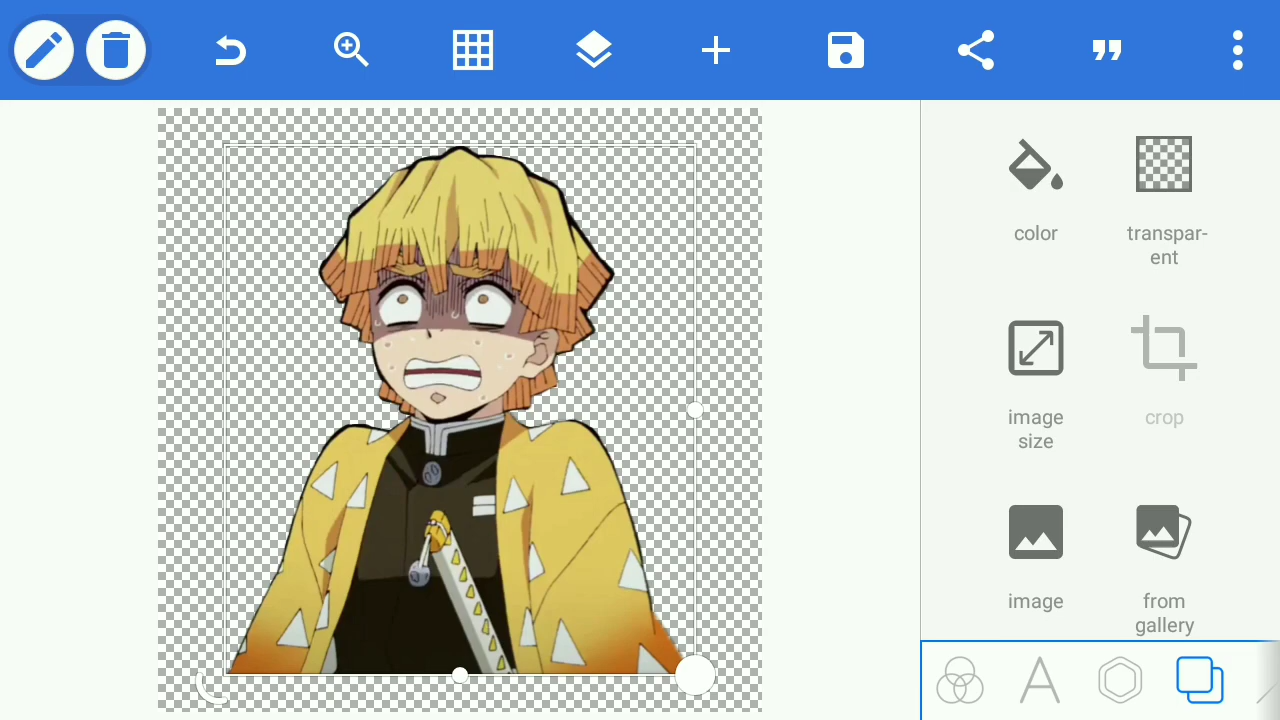 color
transpar-
ent
image
size
crop
image
from
gallery